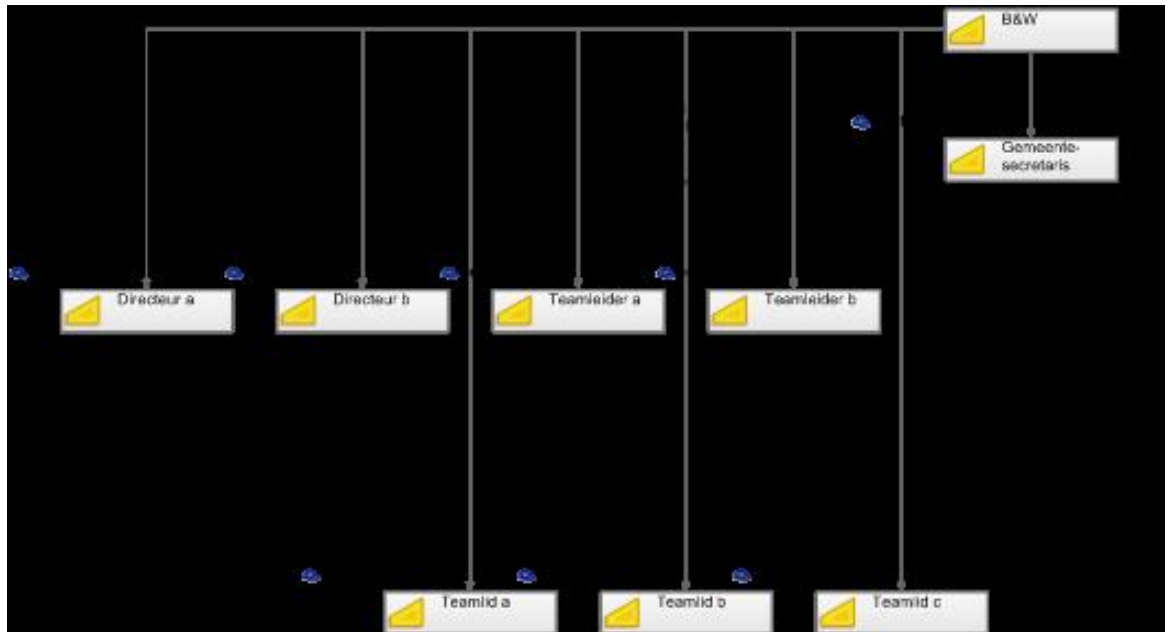 B&W
Gemeente-
secretaris
Directeur a
Directeur b
Teamleider a
Teamleider b
Teamlid a
Teamlid b
Teamlid c